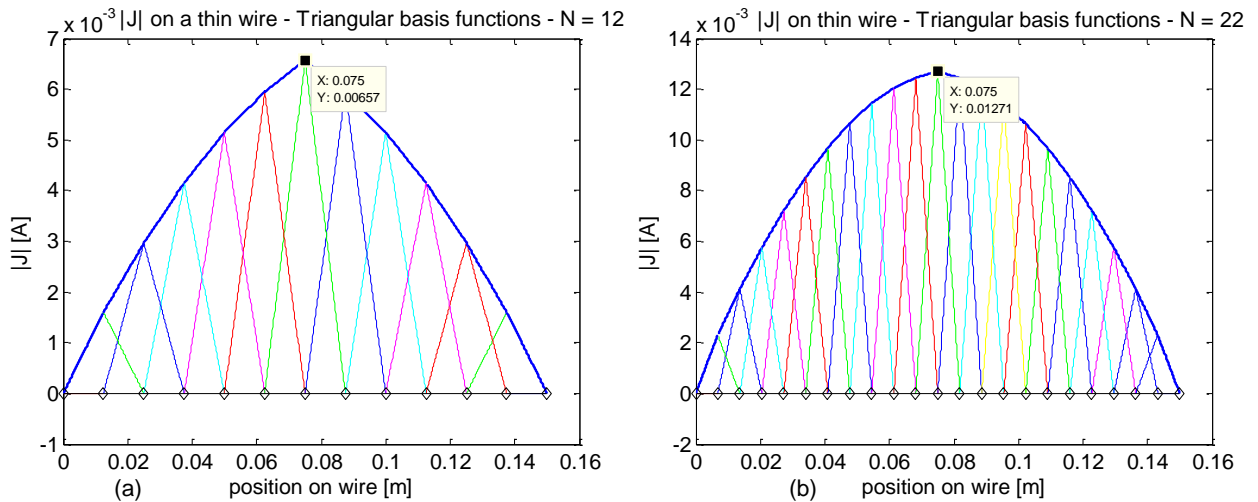 x 10⁻³ |J| on a thin wire - Triangular basis functions - N = 12
7
6
5
4
3
2
1
0
-1
|J| [A]
X: 0.075
Y: 0.00657
0 0.02 0.04 0.06 0.08 0.1 0.12 0.14 0.16
(a) position on wire [m]
x 10⁻³ |J| on thin wire - Triangular basis functions - N = 22
14
12
10
8
6
4
2
0
-2
|J| [A]
X: 0.075
Y: 0.01271
0 0.02 0.04 0.06 0.08 0.1 0.12 0.14 0.16
(b) position on wire [m]